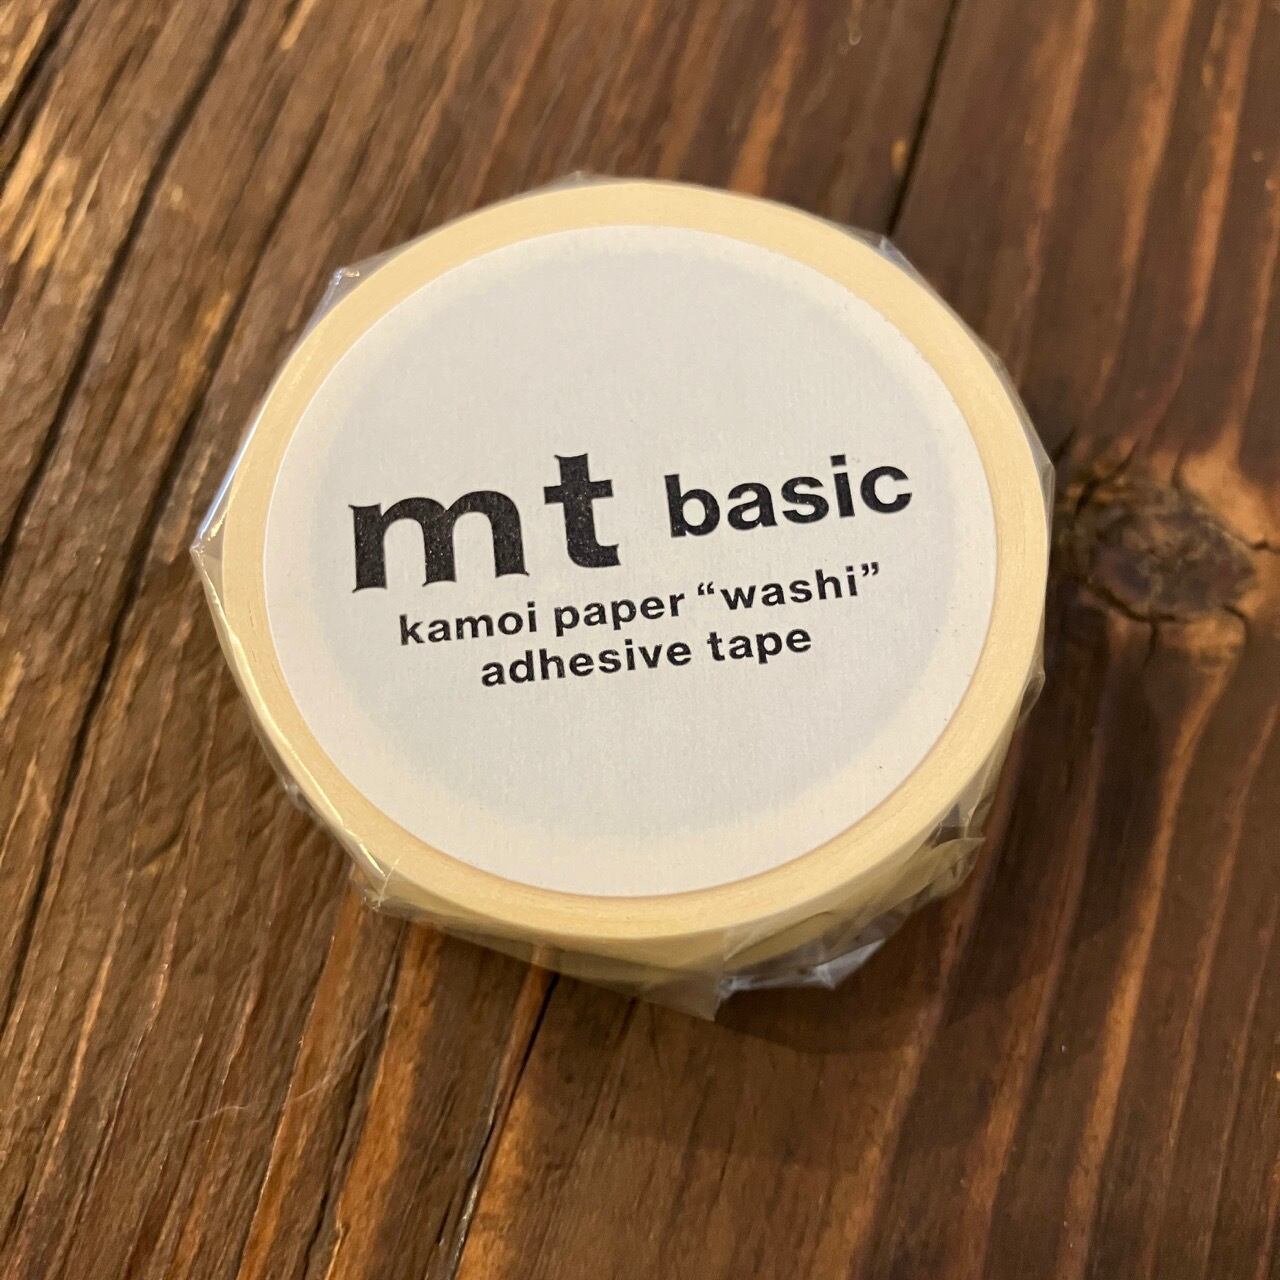 mt basic
kamoi paper “washi”
adhesive tape